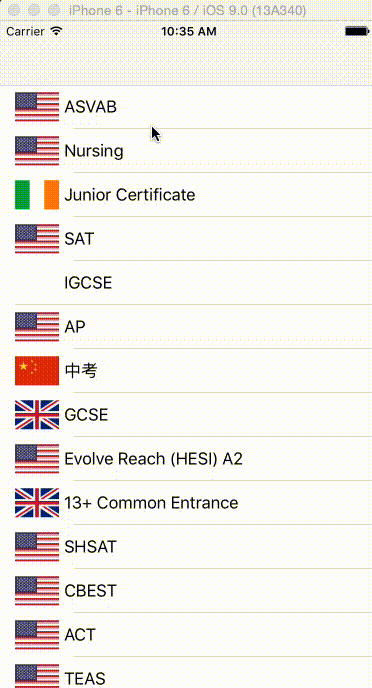 iPhone 6 - iPhone 6 / iOS 9.0 (13A340)
Carrier 10:35 AM
ASVAB
Nursing
Junior Certificate
SAT
IGCSE
AP
中考
GCSE
Evolve Reach (HESI) A2
13+ Common Entrance
SHSAT
CBEST
ACT
TEAS